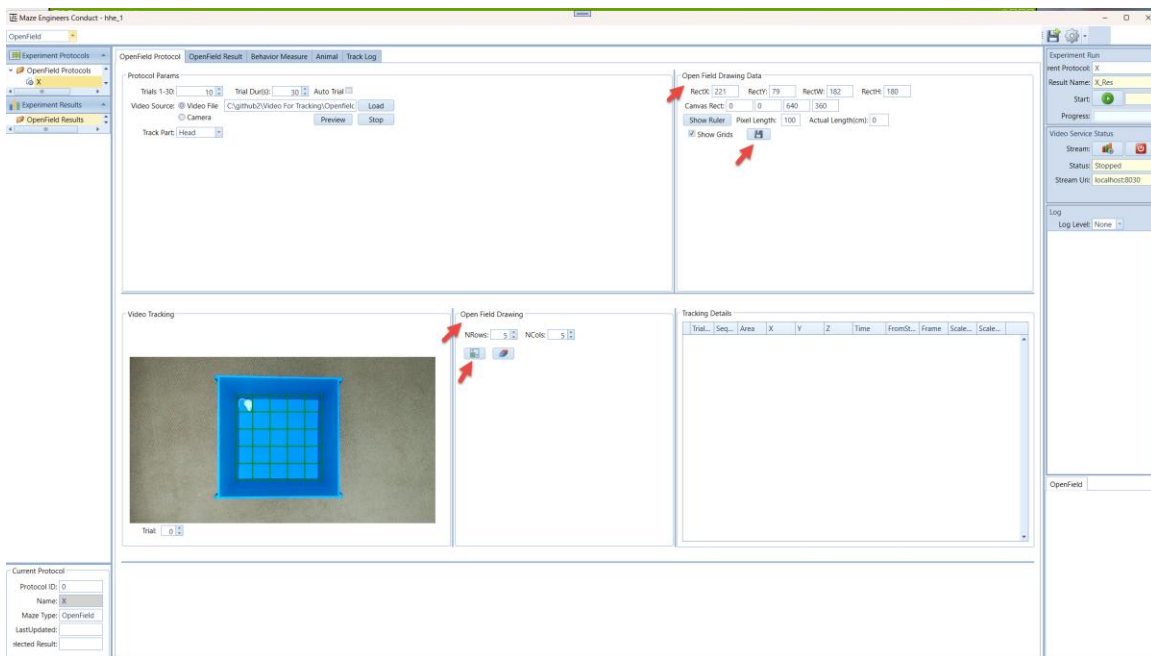 Maze Engineers Conduct - hhe_1
OpenField
Experiment Protocols
OpenField Protocols
X
Experiment Results
OpenField Results
OpenField Protocol OpenField Result Behavior Measure Animal Track Log
Protocol Params
Trials 1-30: 10 Trial Dur(s): 30 Auto Trial
Video Source: Video File C:\github2\Video For Tracking\Openfielc Load
Camera Preview Stop
Track Part: Head
Open Field Drawing Data
RectX: 221 RectY: 79 RectW: 182 RectH: 180
Canvas Rect: 0 0 640 360
Show Ruler Pixel Length: 100 Actual Length(cm): 0
Show Grids
Video Tracking
Trial: 0
Open Field Drawing
NRows: 5 NCols: 5
Tracking Details
Trial... Seq... Area X Y Z Time FromSt... Frame Scale... Scale...
Experiment Run
rent Protocol: X
Result Name: X_Res
Start:
Progress:
Video Service Status
Stream:
Status: Stopped
Stream Uri: localhost:8030
Log
Log Level: None
OpenField
Current Protocol
Protocol ID: 0
Name: X
Maze Type: OpenField
LastUpdated:
elected Result: